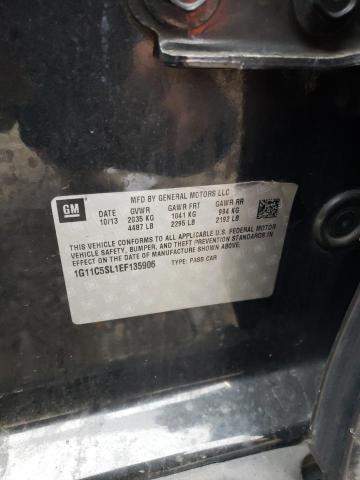 MFD BY GENERAL MOTORS LLC
GM
DATE GVWR GAWR FRT GAWR RR
10/13 2035 KG 1041 KG 994 KG
4487 LB 2295 LB 2192 LB
THIS VEHICLE CONFORMS TO ALL APPLICABLE U.S. FEDERAL MOTOR
VEHICLE SAFETY, BUMPER, AND THEFT PREVENTION STANDARDS IN
EFFECT ON THE DATE OF MANUFACTURE SHOWN ABOVE.
1G11C5SL1EF135906 TYPE: PASS CAR